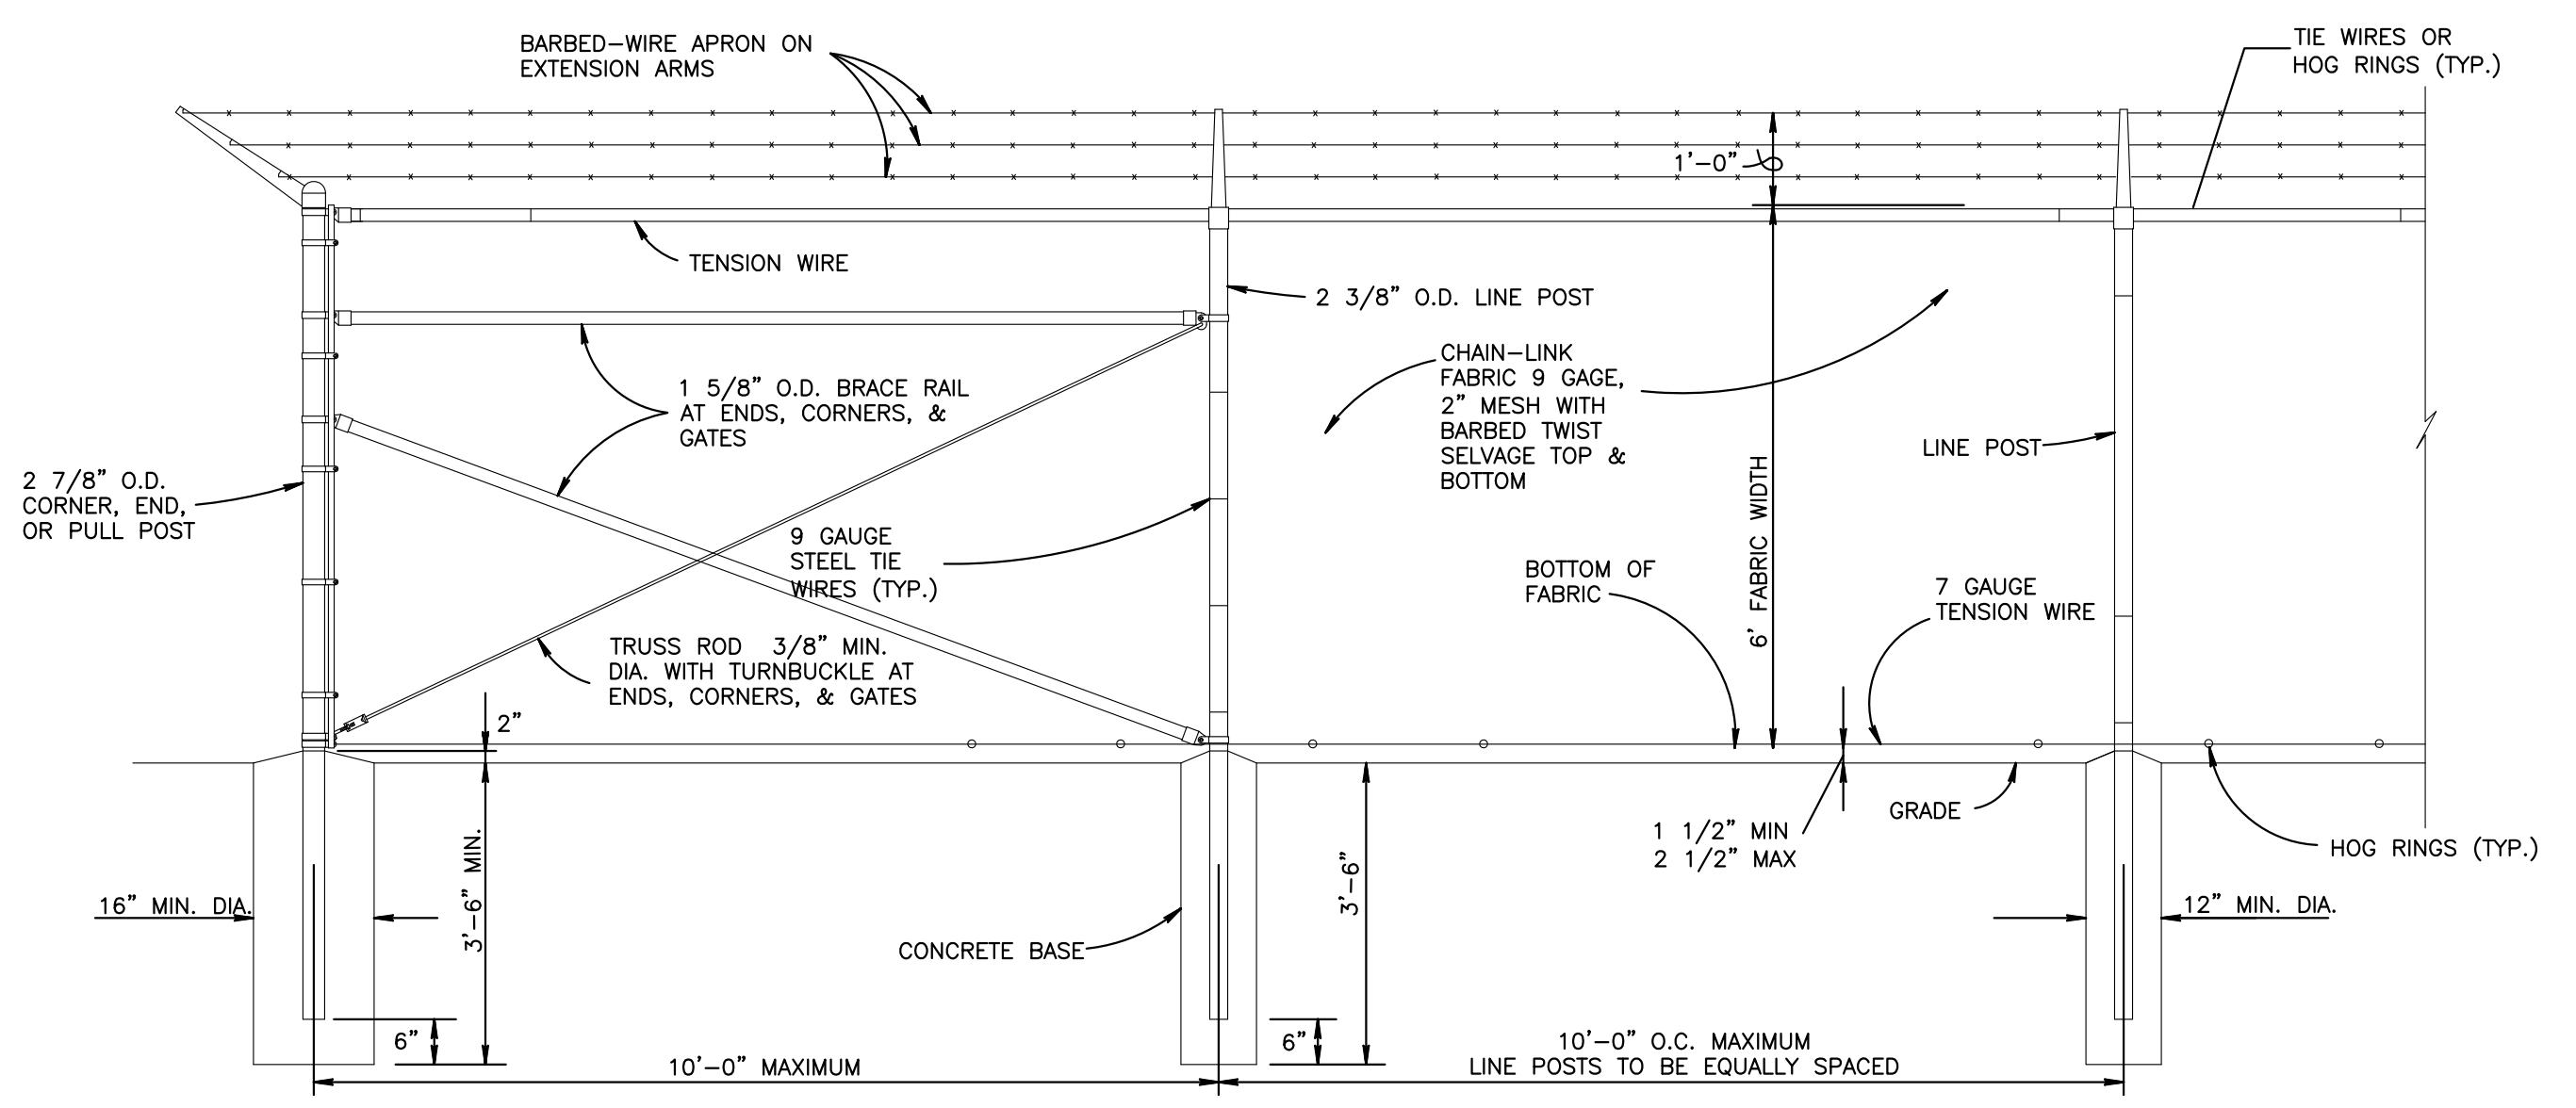 BARBED-WIRE APRON ON
EXTENSION ARMS
TIE WIRES OR
HOG RINGS (TYP.)
1'-0"
TENSION WIRE
2 3/8" O.D. LINE POST
CHAIN-LINK
FABRIC 9 GAGE,
2" MESH WITH
BARBED TWIST
SELVAGE TOP &
BOTTOM
1 5/8" O.D. BRACE RAIL
AT ENDS, CORNERS, &
GATES
LINE POST
2 7/8" O.D.
CORNER, END,
OR PULL POST
6' FABRIC WIDTH
9 GAUGE
STEEL TIE
WIRES (TYP.)
BOTTOM OF
FABRIC
7 GAUGE
TENSION WIRE
TRUSS ROD 3/8" MIN.
DIA. WITH TURNBUCKLE AT
ENDS, CORNERS, & GATES
2"
GRADE
1 1/2" MIN
2 1/2" MAX
HOG RINGS (TYP.)
16" MIN. DIA.
3'-6" MIN.
3'-6"
12" MIN. DIA.
CONCRETE BASE
6"
6"
10'-0" MAXIMUM
10'-0" O.C. MAXIMUM
LINE POSTS TO BE EQUALLY SPACED